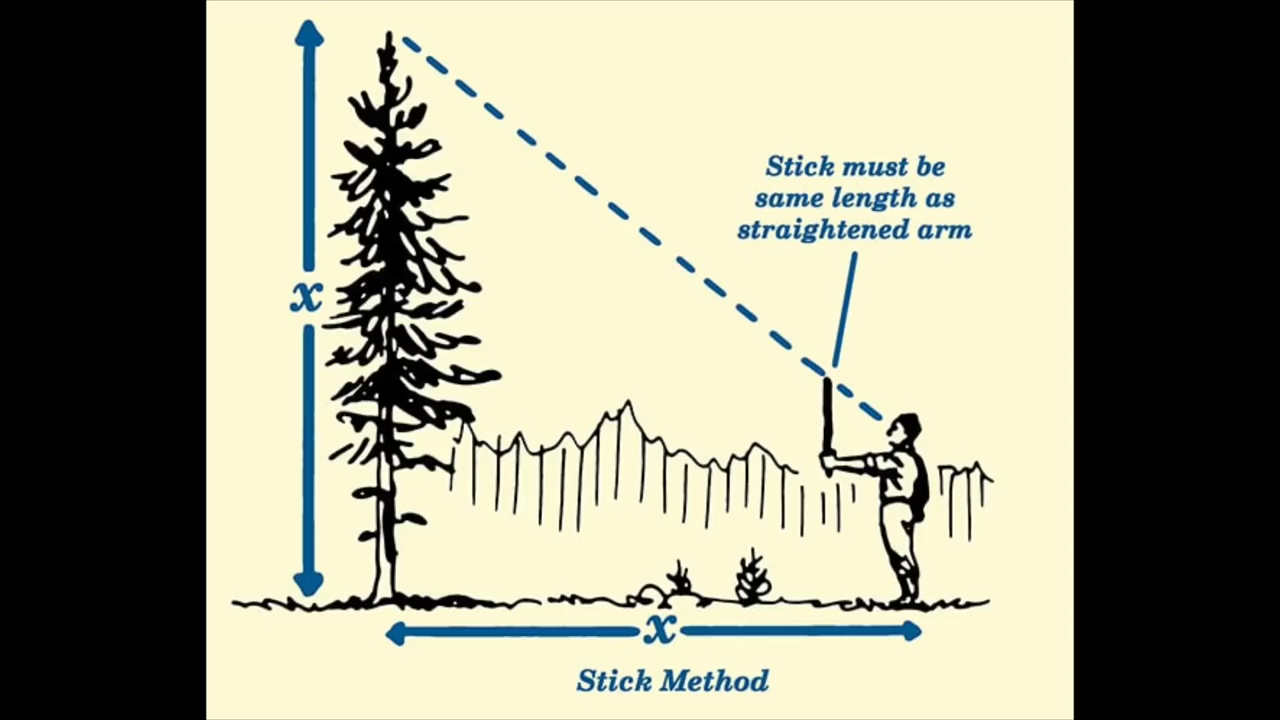 Stick must be
same length as
straightened arm
x
x
Stick Method